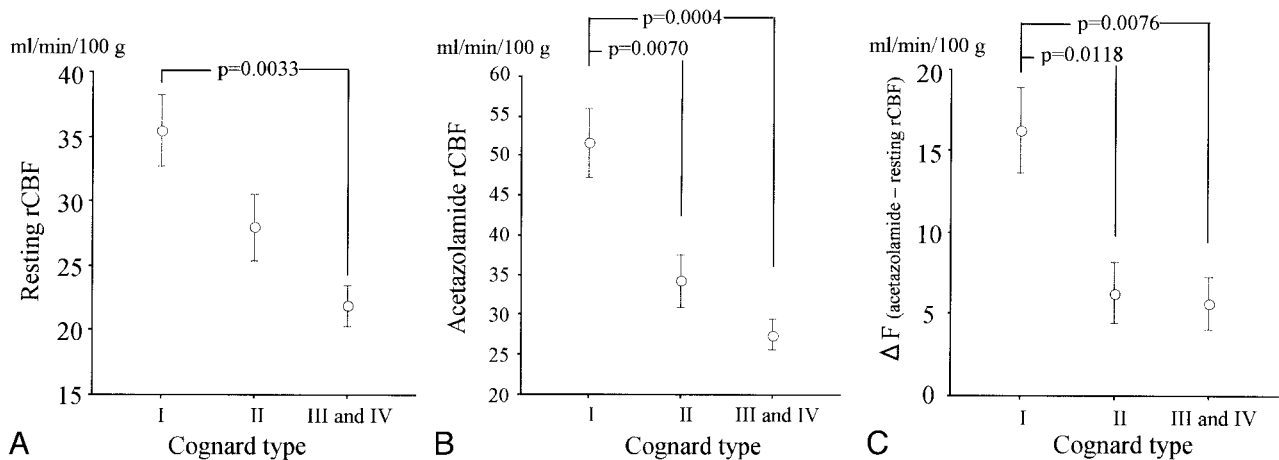 ml/min/100 g
p=0.0033
Resting rCBF
40
35
30
25
20
15
I II III and IV
Cognard type
A
ml/min/100 g
p=0.0004
p=0.0070
Acetazolamide rCBF
60
55
50
45
40
35
30
25
20
I II III and IV
Cognard type
B
ml/min/100 g
p=0.0076
p=0.0118
ΔF (acetazolamide – resting rCBF)
20
15
10
5
0
I II III and IV
Cognard type
C